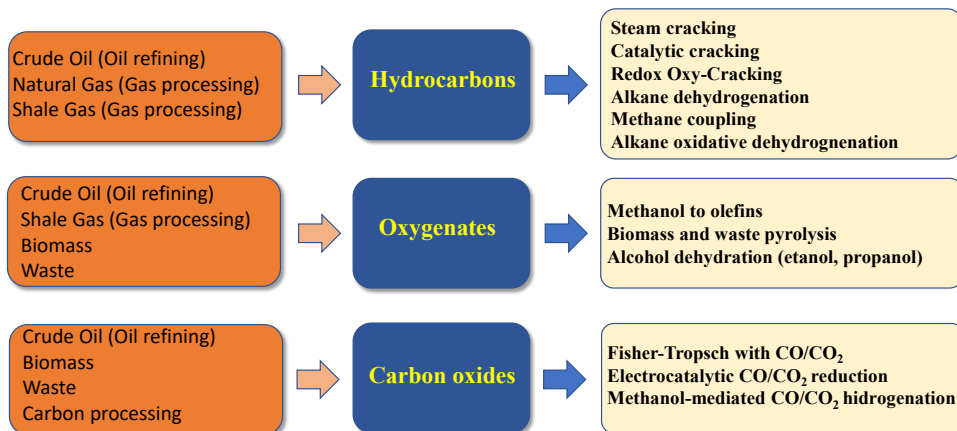 Crude Oil (Oil refining)
Natural Gas (Gas processing)
Shale Gas (Gas processing)
Hydrocarbons
Steam cracking
Catalytic cracking
Redox Oxy-Cracking
Alkane dehydrogenation
Methane coupling
Alkane oxidative dehydrognenation
Crude Oil (Oil refining)
Shale Gas (Gas processing)
Biomass
Waste
Oxygenates
Methanol to olefins
Biomass and waste pyrolysis
Alcohol dehydration (etanol, propanol)
Crude Oil (Oil refining)
Biomass
Waste
Carbon processing
Carbon oxides
Fisher-Tropsch with CO/CO₂
Electrocatalytic CO/CO₂ reduction
Methanol-mediated CO/CO₂ hidrogenation